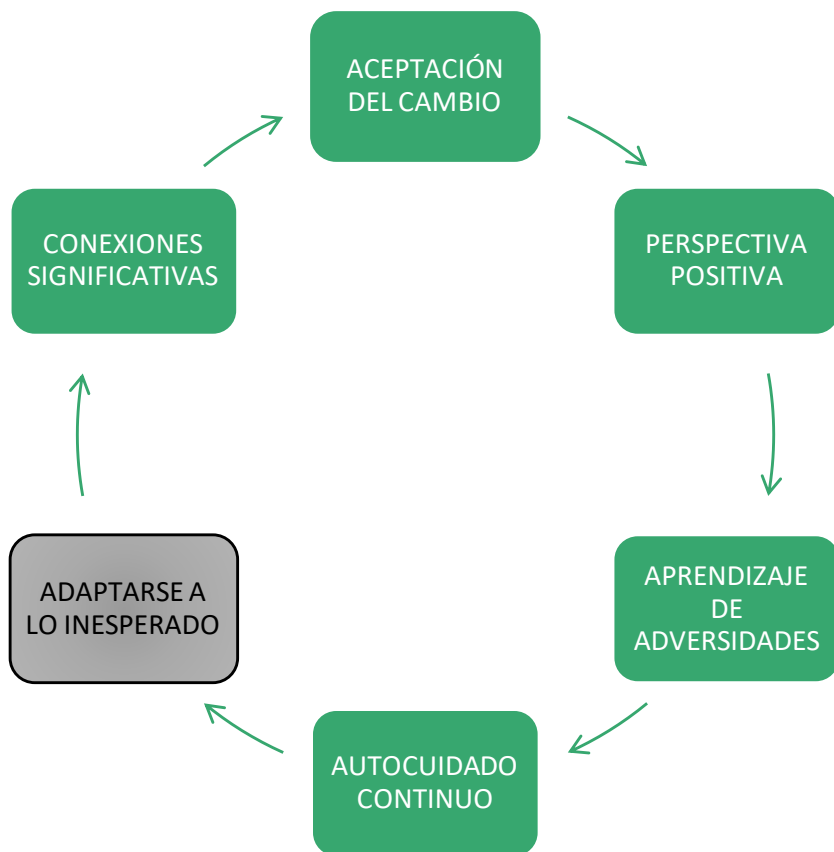 ACEPTACIÓN
DEL CAMBIO
PERSPECTIVA
POSITIVA
APRENDIZAJE
DE
ADVERSIDADES
AUTOCUIDADO
CONTINUO
ADAPTARSE A
LO INESPERADO
CONEXIONES
SIGNIFICATIVAS